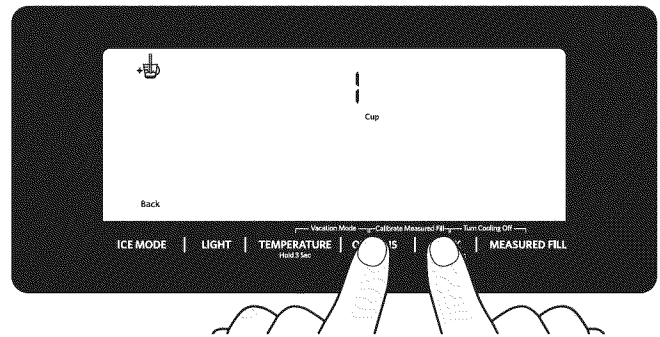 1
Cup
Back
Vacation Mode Calibrate Measured Fill Turn Cooling Off
ICE MODE | LIGHT | TEMPERATURE | | MEASURED FILL
Hold 3 Sec